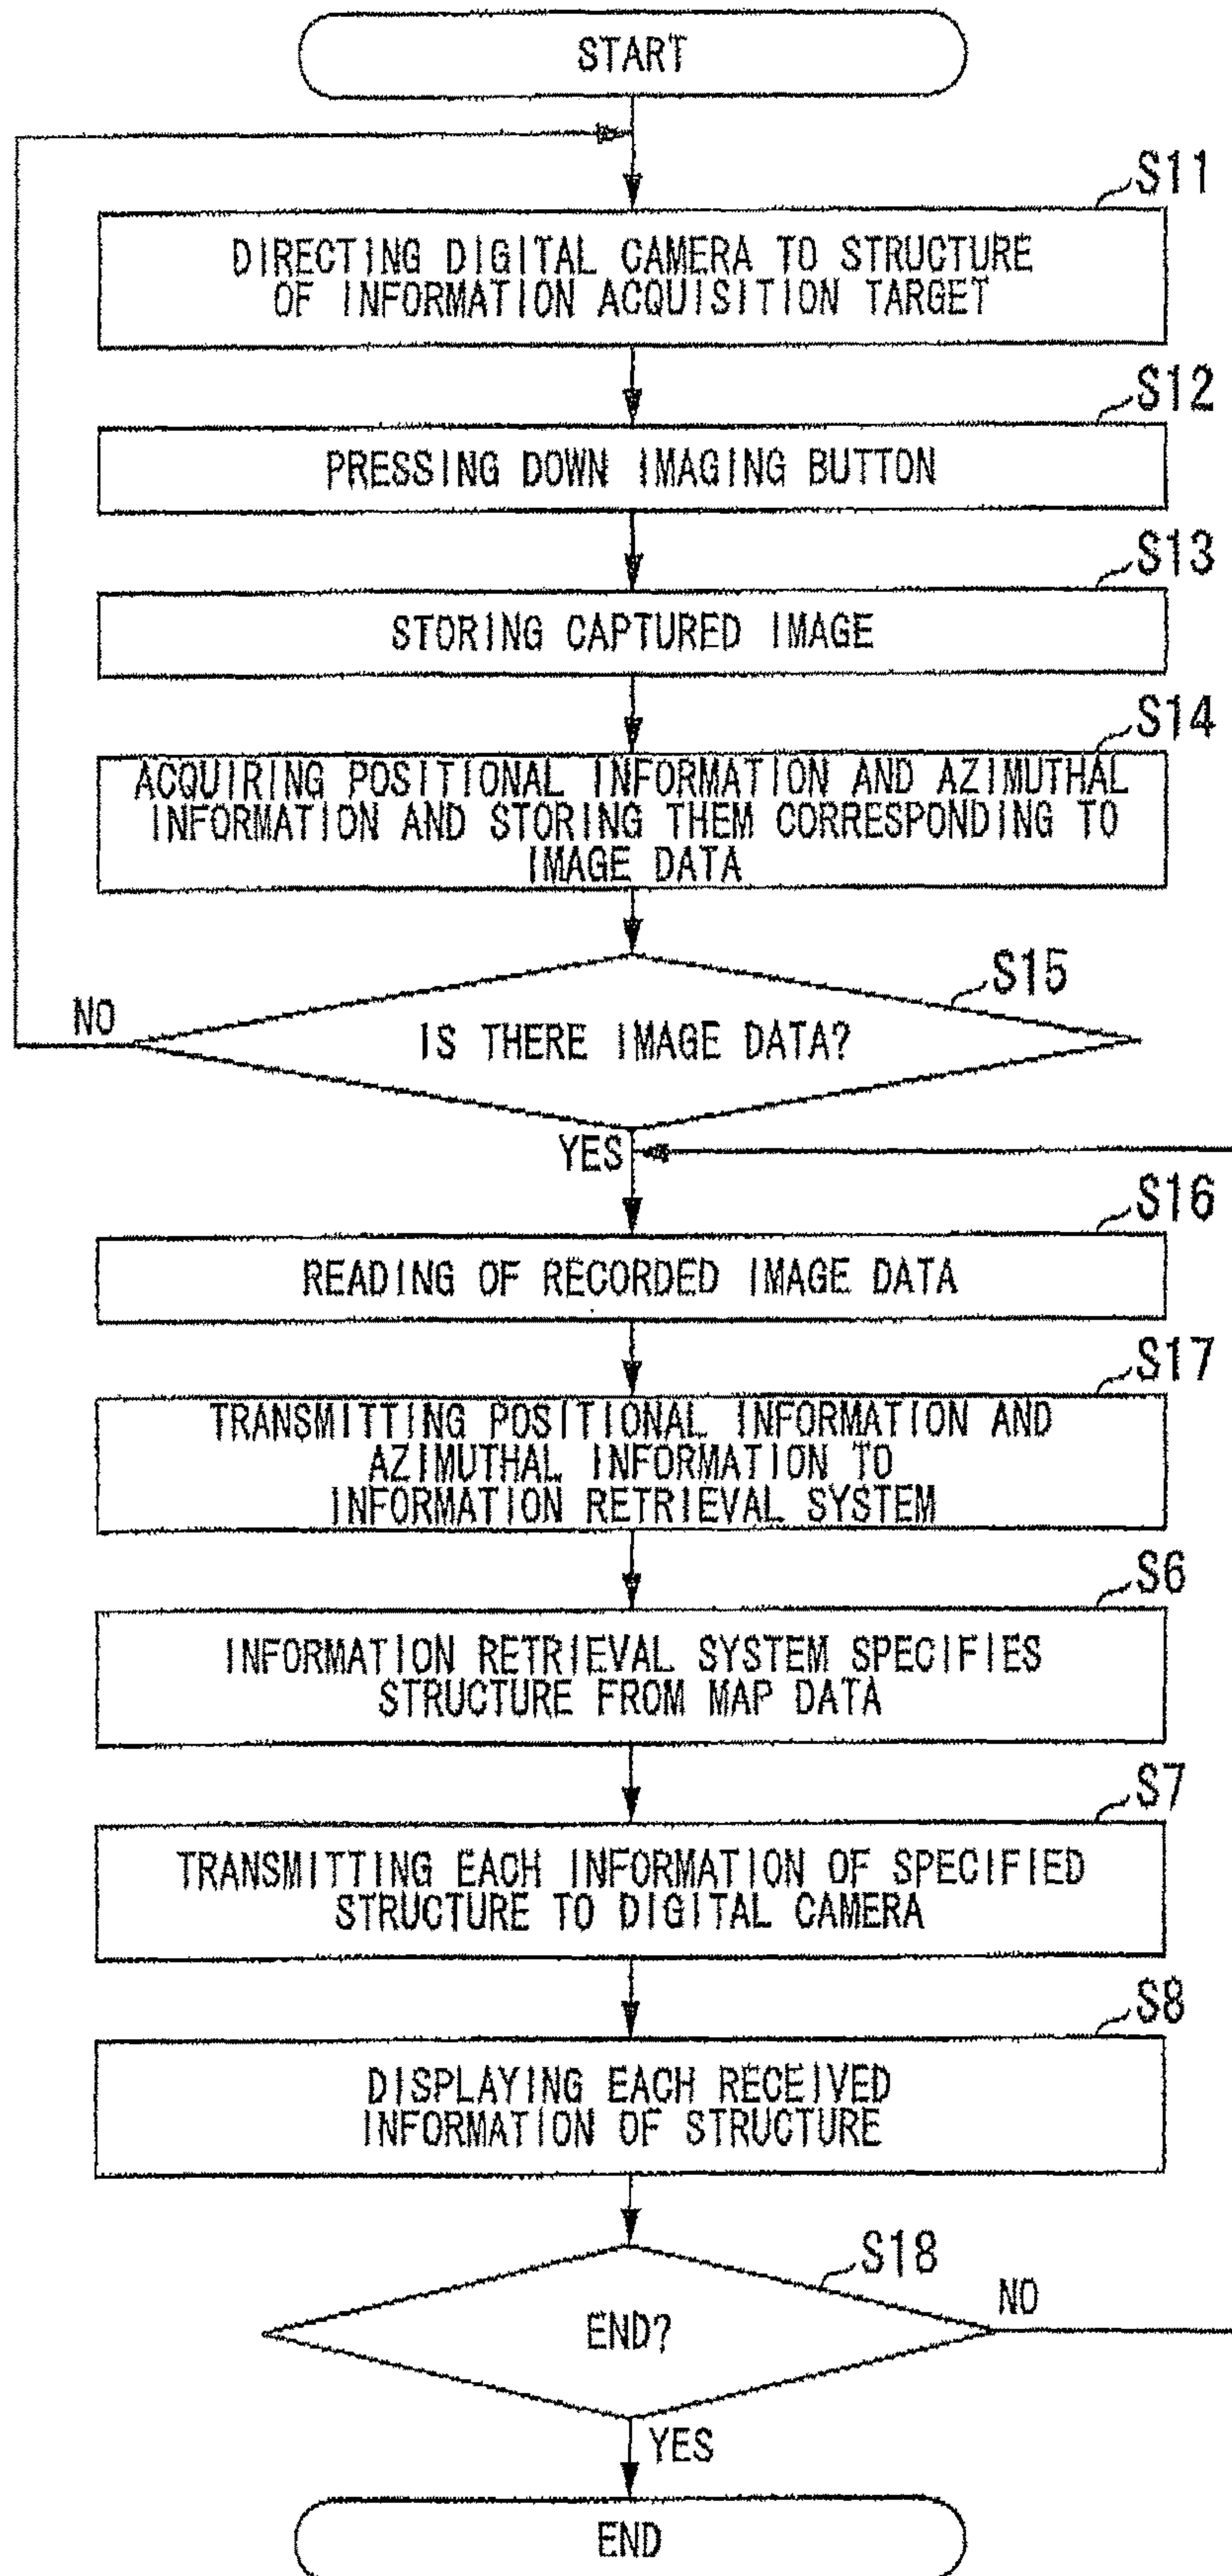 START
S11
DIRECTING DIGITAL CAMERA TO STRUCTURE
OF INFORMATION ACQUISITION TARGET
S12
PRESSING DOWN IMAGING BUTTON
S13
STORING CAPTURED IMAGE
S14
ACQUIRING POSITIONAL INFORMATION AND AZIMUTHAL
INFORMATION AND STORING THEM CORRESPONDING TO
IMAGE DATA
S15
NO
IS THERE IMAGE DATA?
YES
S16
READING OF RECORDED IMAGE DATA
S17
TRANSMITTING POSITIONAL INFORMATION AND
AZIMUTHAL INFORMATION TO
INFORMATION RETRIEVAL SYSTEM
S6
INFORMATION RETRIEVAL SYSTEM SPECIFIES
STRUCTURE FROM MAP DATA
S7
TRANSMITTING EACH INFORMATION OF SPECIFIED
STRUCTURE TO DIGITAL CAMERA
S8
DISPLAYING EACH RECEIVED
INFORMATION OF STRUCTURE
S18
NO
END?
YES
END